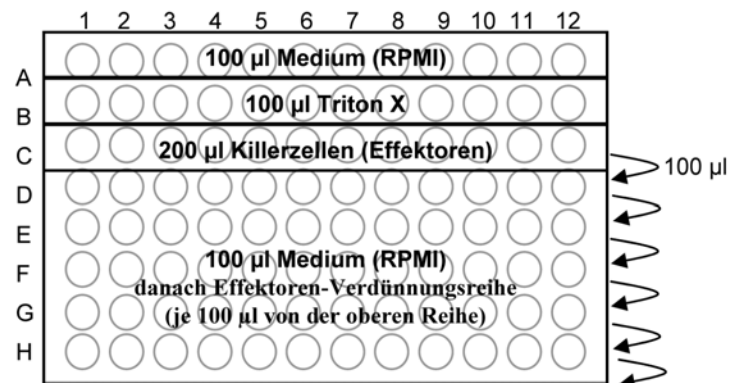 1 2 3 4 5 6 7 8 9 10 11 12
A
100 µl Medium (RPMI)
B
100 µl Triton X
C
200 µl Killerzellen (Effektoren)
100 µl
D
E
F
100 µl Medium (RPMI)
danach Effektoren-Verdünnungsreihe
G
(je 100 µl von der oberen Reihe)
H